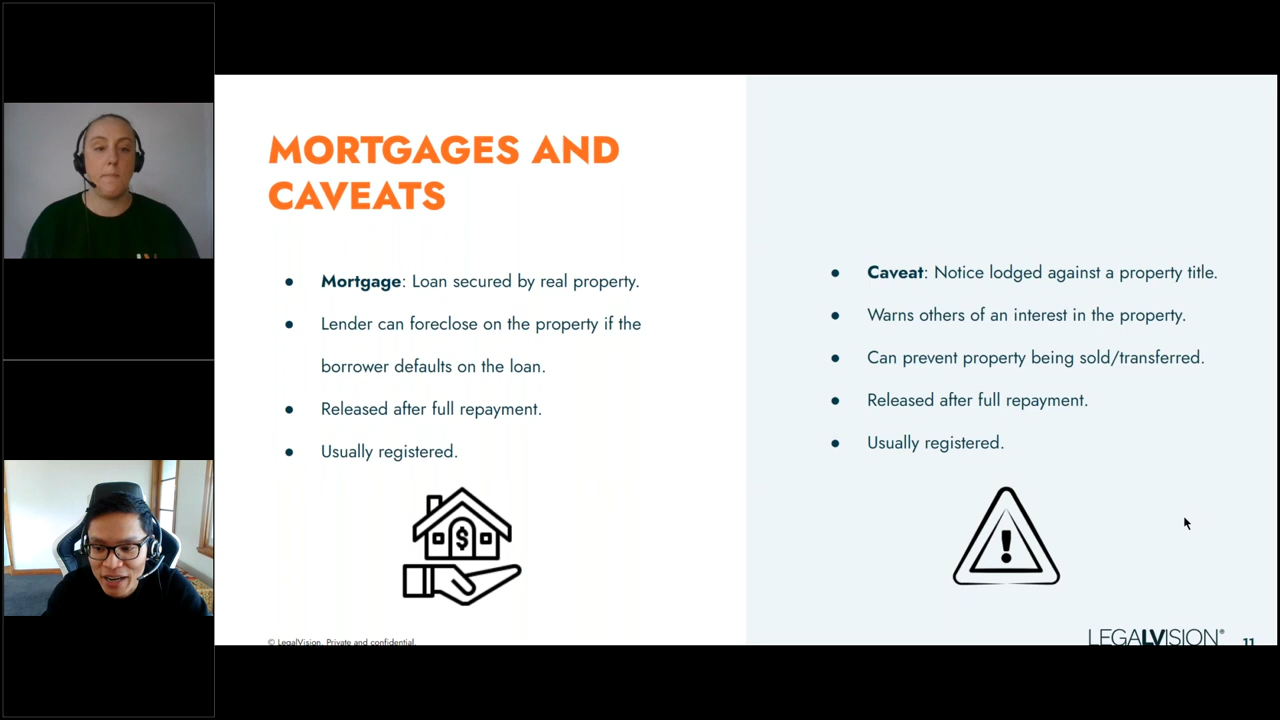 MORTGAGES AND
CAVEATS
● Mortgage: Loan secured by real property.
● Lender can foreclose on the property if the
borrower defaults on the loan.
● Released after full repayment.
● Usually registered.
$
● Caveat: Notice lodged against a property title.
● Warns others of an interest in the property.
● Can prevent property being sold/transferred.
● Released after full repayment.
● Usually registered.
!
© LegalVision. Private and confidential.
LEGALVISION®
11